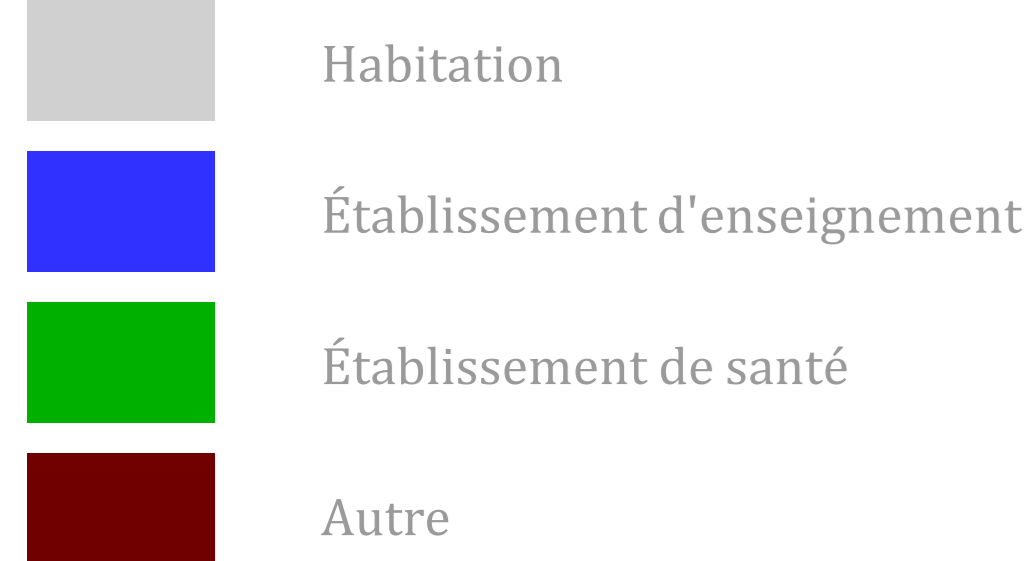 Habitation
Établissement d'enseignement
Établissement de santé
Autre